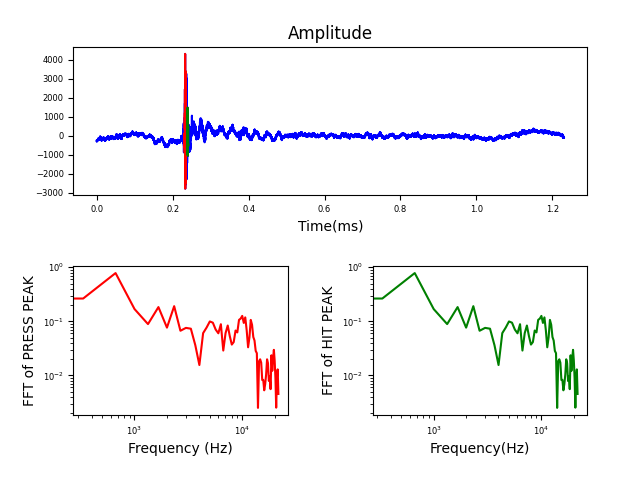 Amplitude
4000
3000
2000
1000
0
−1000
−2000
−3000
0.0 0.2 0.4 0.6 0.8 1.0 1.2
Time(ms)
FFT of PRESS PEAK
10⁰
10⁻¹
10⁻²
10³ 10⁴
Frequency (Hz)
FFT of HIT PEAK
10⁰
10⁻¹
10⁻²
10³ 10⁴
Frequency(Hz)